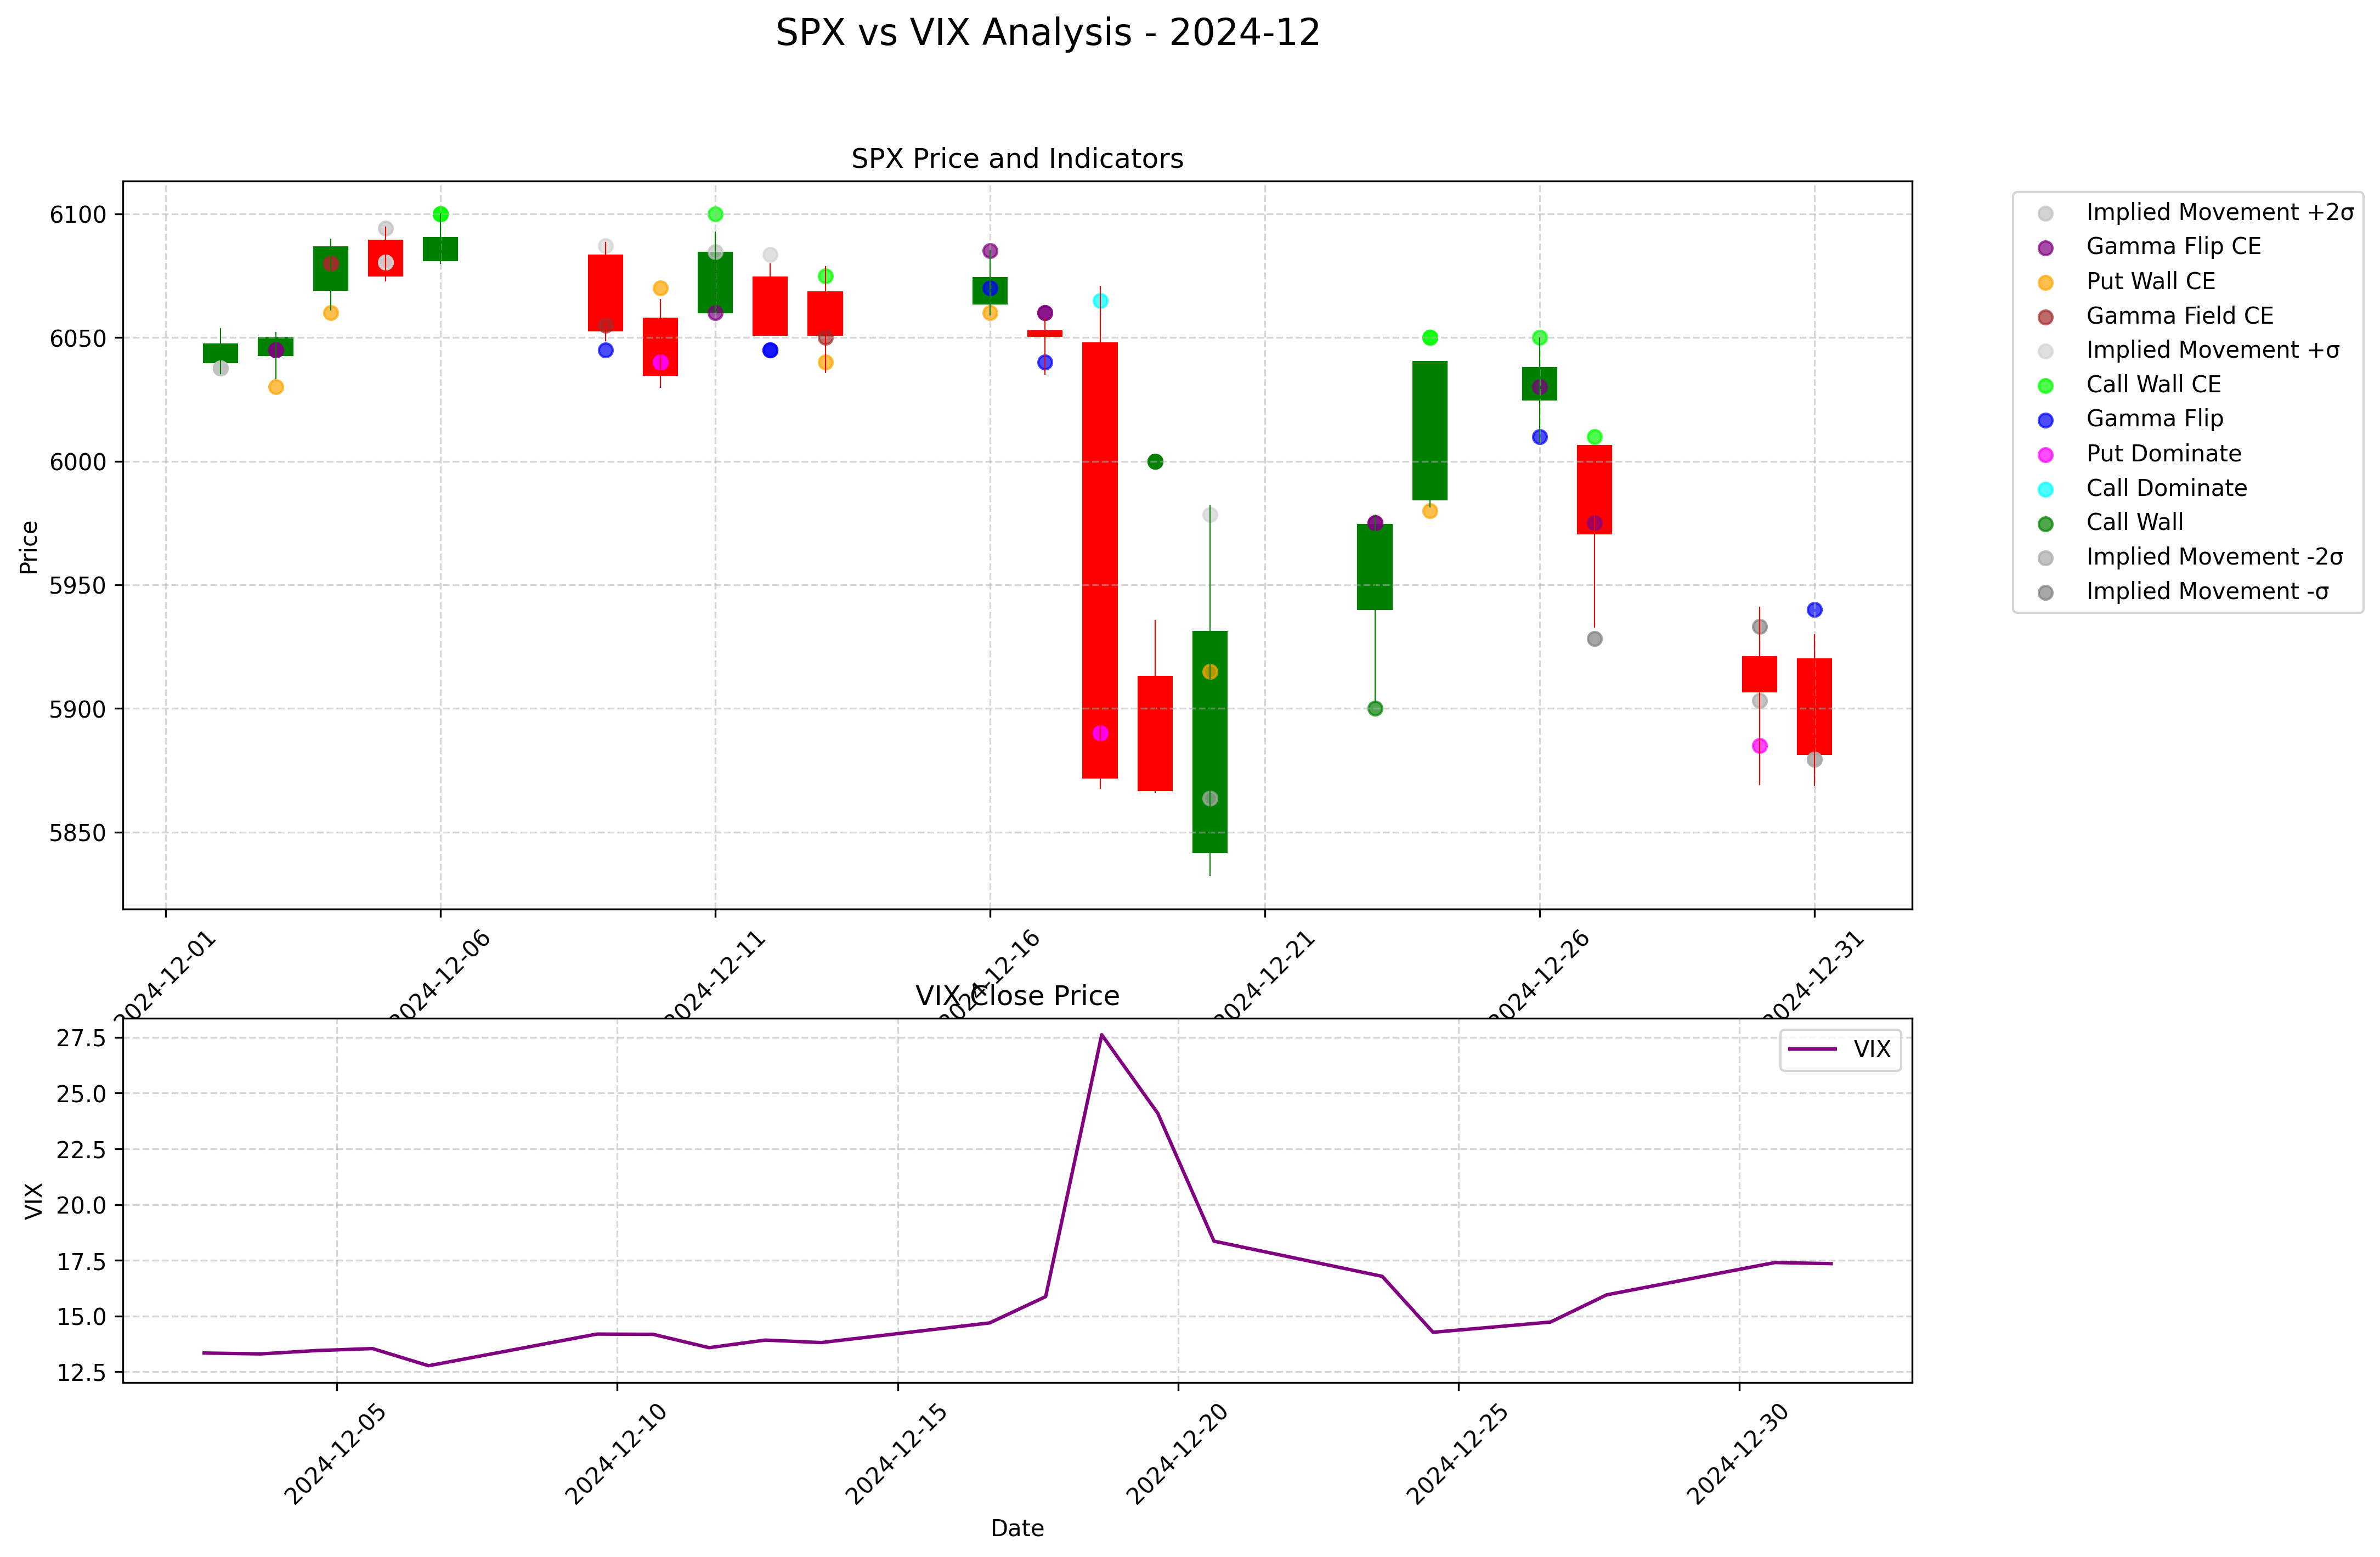 SPX vs VIX Analysis - 2024-12
SPX Price and Indicators
Price
6100
6050
6000
5950
5900
5850
2024-12-01
2024-12-06
2024-12-11
2024-12-16
2024-12-21
2024-12-26
2024-12-31
Implied Movement +2σ
Gamma Flip CE
Put Wall CE
Gamma Field CE
Implied Movement +σ
Call Wall CE
Gamma Flip
Put Dominate
Call Dominate
Call Wall
Implied Movement -2σ
Implied Movement -σ
VIX Close Price
VIX
27.5
25.0
22.5
20.0
17.5
15.0
12.5
VIX
2024-12-05
2024-12-10
2024-12-15
2024-12-20
2024-12-25
2024-12-30
Date